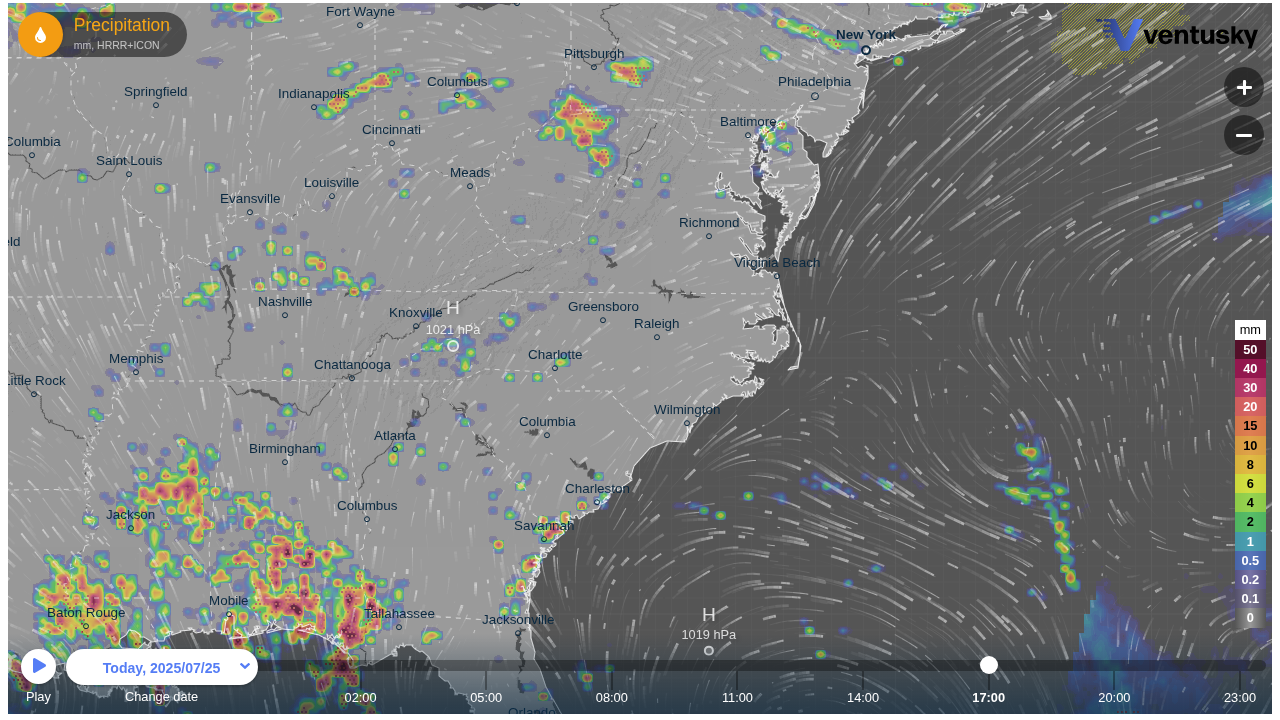 Fort Wayne
Precipitation
mm, HRRR+ICON
New York
ventusky
Pittsburgh
Springfield
Indianapolis
Columbus
Philadelphia
+
Columbia
Cincinnati
Baltimore
−
Saint Louis
Louisville
Meads
Evansville
eld
Richmond
Virginia Beach
Nashville
Knoxville
H
1021 hPa
Greensboro
Raleigh
Memphis
Chattanooga
Charlotte
Little Rock
Wilmington
Columbia
Atlanta
Birmingham
Charleston
Columbus
Jackson
Savannah
mm
50
40
30
20
15
10
8
6
4
2
1
0.5
0.2
0.1
0
Baton Rouge
Mobile
Tallahassee
Jacksonville
H
1019 hPa
Today, 2025/07/25
Play
Change date
02:00
05:00
08:00
11:00
14:00
17:00
20:00
23:00
Orlando